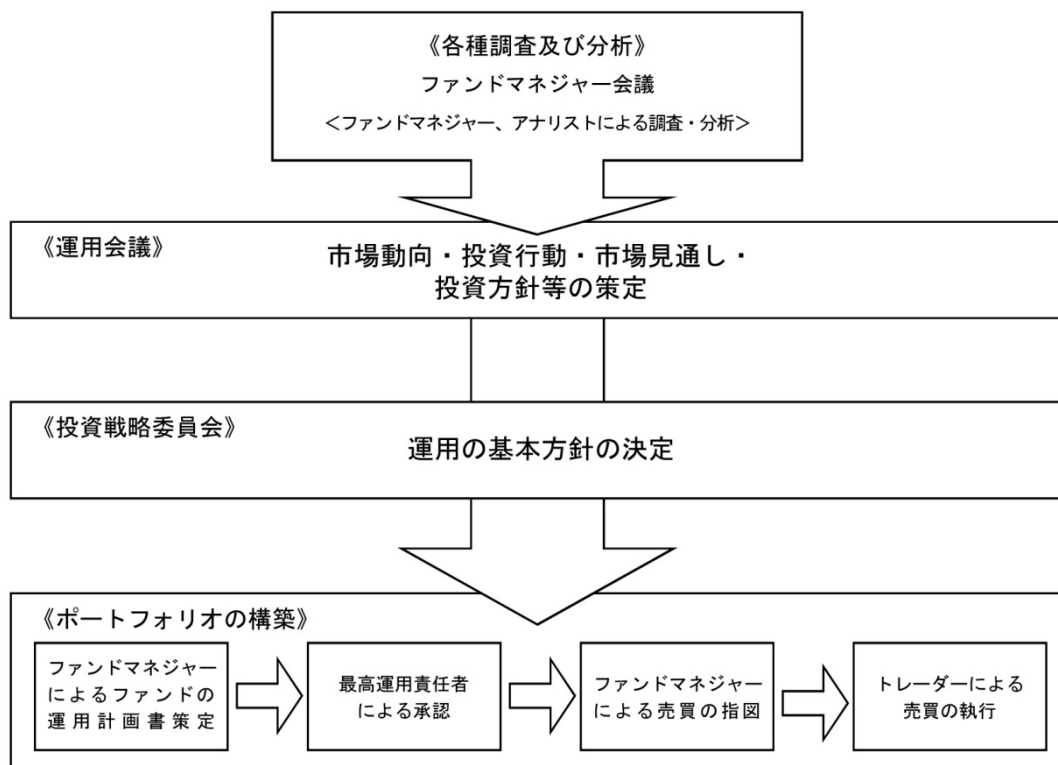 《各種調査及び分析》
ファンドマネジャー会議
＜ファンドマネジャー、アナリストによる調査・分析＞
《運用会議》
市場動向・投資行動・市場見通し・
投資方針等の策定
《投資戦略委員会》
運用の基本方針の決定
《ポートフォリオの構築》
ファンドマネジャー
によるファンドの
運用計画書策定
最高運用責任者
による承認
ファンドマネジャー
による売買の指図
トレーダーによる
売買の執行